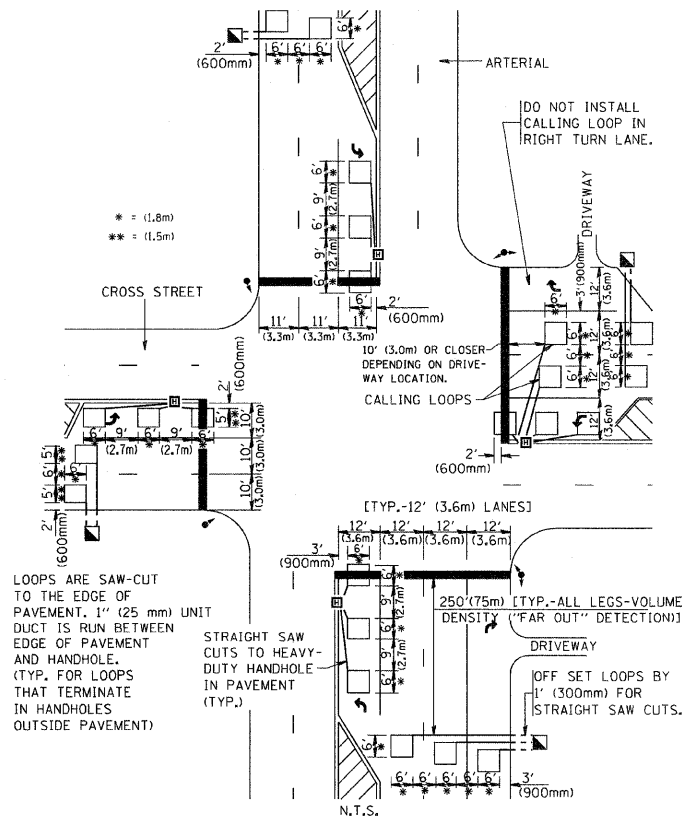 6'
2'
(600mm)
6' 6' 6'
* * *
*
ARTERIAL
DO NOT INSTALL
CALLING LOOP IN
RIGHT TURN LANE.
* = (1.8m)
** = (1.5m)
6'
*
9'
(2.7m)
6'
*
9'
(2.7m)
6'
*
H
DRIVEWAY
CROSS STREET
6'
*
2'
(600mm)
11' 11' 11'
(3.3m) (3.3m) (3.3m)
3'(900mm)
12'
(3.6m)
6'
*
10' (3.0m) OR CLOSER
DEPENDING ON DRIVE-
WAY LOCATION.
CALLING LOOPS
6'
*
6'
*
6'
*
12'
(3.6m)
12'
(3.6m)
12'
(3.6m)
6'
*
6'
*
6'
*
H
2'
(600mm)
2'
(600mm)
H
5'
**
10'
(3.0m)
10'
(3.0m)
10'
(3.0m)
6' 9' 6' 9' 6'
* (2.7m) * (2.7m) *
5'
**
6'
*
5'
**
6'
*
2'
(600mm)
[TYP.-12' (3.6m) LANES]
12' 12' 12' 12'
(3.6m) (3.6m) (3.6m) (3.6m)
3'
(900mm)
6'
*
6'
*
9'
(2.7m)
6'
*
9'
(2.7m)
6'
*
H
250'(75m) [TYP.-ALL LEGS-VOLUME
DENSITY ("FAR OUT" DETECTION)]
DRIVEWAY
LOOPS ARE SAW-CUT
TO THE EDGE OF
PAVEMENT. 1" (25 mm) UNIT
DUCT IS RUN BETWEEN
EDGE OF PAVEMENT
AND HANDHOLE.
(TYP. FOR LOOPS
THAT TERMINATE
IN HANDHOLES
OUTSIDE PAVEMENT)
STRAIGHT SAW
CUTS TO HEAVY-
DUTY HANDHOLE
IN PAVEMENT
(TYP.)
OFF SET LOOPS BY
1' (300mm) FOR
STRAIGHT SAW CUTS.
6'
*
6' 6' 6' 6' 6'
* * * * *
3'
(900mm)
N.T.S.